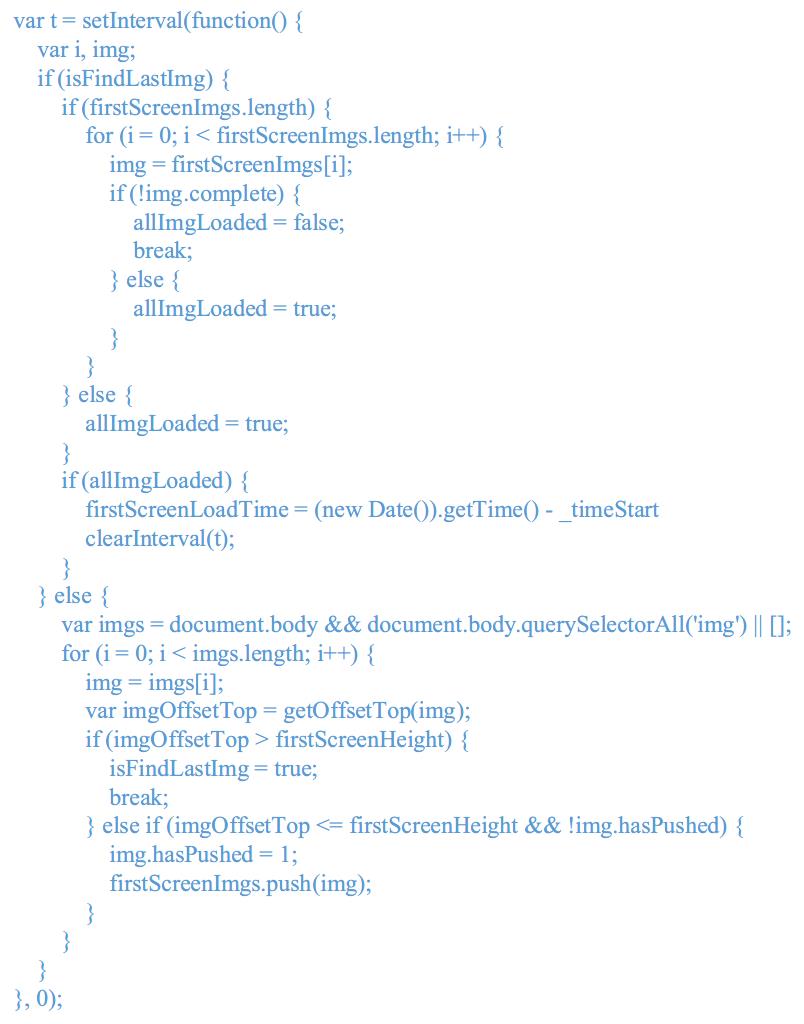 var t = setInterval(function() {
var i, img;
if (isFindLastImg) {
if (firstScreenImgs.length) {
for (i = 0; i < firstScreenImgs.length; i++) {
img = firstScreenImgs[i];
if (!img.complete) {
allImgLoaded = false;
break;
} else {
allImgLoaded = true;
}
}
} else {
allImgLoaded = true;
}
if (allImgLoaded) {
firstScreenLoadTime = (new Date()).getTime() - _timeStart
clearInterval(t);
}
} else {
var imgs = document.body && document.body.querySelectorAll('img') || [];
for (i = 0; i < imgs.length; i++) {
img = imgs[i];
var imgOffsetTop = getOffsetTop(img);
if (imgOffsetTop > firstScreenHeight) {
isFindLastImg = true;
break;
} else if (imgOffsetTop <= firstScreenHeight && !img.hasPushed) {
img.hasPushed = 1;
firstScreenImgs.push(img);
}
}
}
}, 0);